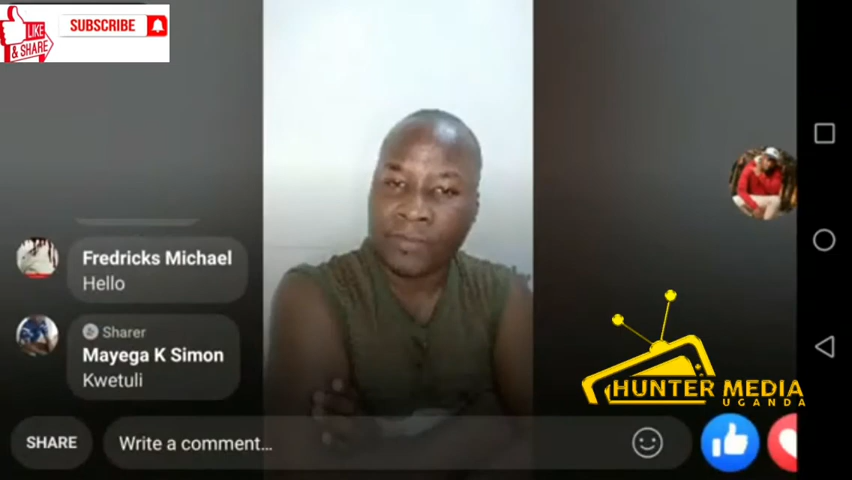 LIKE
& SHARE
SUBSCRIBE
Fredricks Michael
Hello
Sharer
Mayega K Simon
Kwetuli
HUNTER MEDIA
UGANDA
SHARE
Write a comment...